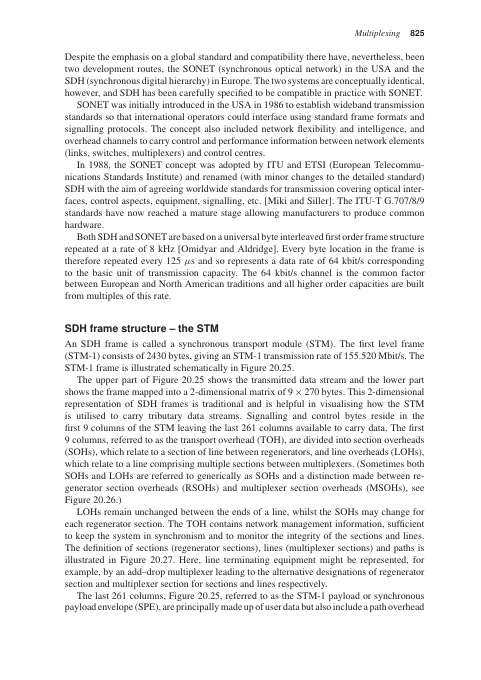 Multiplexing 825
Despite the emphasis on a global standard and compatibility there have, nevertheless, been
two development routes, the SONET (synchronous optical network) in the USA and the
SDH (synchronous digital hierarchy) in Europe. The two systems are conceptually identical,
however, and SDH has been carefully specified to be compatible in practice with SONET.
SONET was initially introduced in the USA in 1986 to establish wideband transmission
standards so that international operators could interface using standard frame formats and
signalling protocols. The concept also included network flexibility and intelligence, and
overhead channels to carry control and performance information between network elements
(links, switches, multiplexers) and control centres.
In 1988, the SONET concept was adopted by ITU and ETSI (European Telecommu-
nications Standards Institute) and renamed (with minor changes to the detailed standard)
SDH with the aim of agreeing worldwide standards for transmission covering optical inter-
faces, control aspects, equipment, signalling, etc. [Miki and Siller]. The ITU-T G.707/8/9
standards have now reached a mature stage allowing manufacturers to produce common
hardware.
Both SDH and SONET are based on a universal byte interleaved first order frame structure
repeated at a rate of 8 kHz [Omidyar and Aldridge]. Every byte location in the frame is
therefore repeated every 125 μs and so represents a data rate of 64 kbit/s corresponding
to the basic unit of transmission capacity. The 64 kbit/s channel is the common factor
between European and North American traditions and all higher order capacities are built
from multiples of this rate.
SDH frame structure – the STM
An SDH frame is called a synchronous transport module (STM). The first level frame
(STM-1) consists of 2430 bytes, giving an STM-1 transmission rate of 155.520 Mbit/s. The
STM-1 frame is illustrated schematically in Figure 20.25.
The upper part of Figure 20.25 shows the transmitted data stream and the lower part
shows the frame mapped into a 2-dimensional matrix of 9 × 270 bytes. This 2-dimensional
representation of SDH frames is traditional and is helpful in visualising how the STM
is utilised to carry tributary data streams. Signalling and control bytes reside in the
first 9 columns of the STM leaving the last 261 columns available to carry data. The first
9 columns, referred to as the transport overhead (TOH), are divided into section overheads
(SOHs), which relate to a section of line between regenerators, and line overheads (LOHs),
which relate to a line comprising multiple sections between multiplexers. (Sometimes both
SOHs and LOHs are referred to generically as SOHs and a distinction made between re-
generator section overheads (RSOHs) and multiplexer section overheads (MSOHs), see
Figure 20.26.)
LOHs remain unchanged between the ends of a line, whilst the SOHs may change for
each regenerator section. The TOH contains network management information, sufficient
to keep the system in synchronism and to monitor the integrity of the sections and lines.
The definition of sections (regenerator sections), lines (multiplexer sections) and paths is
illustrated in Figure 20.27. Here, line terminating equipment might be represented, for
example, by an add–drop multiplexer leading to the alternative designations of regenerator
section and multiplexer section for sections and lines respectively.
The last 261 columns, Figure 20.25, referred to as the STM-1 payload or synchronous
payload envelope (SPE), are principally made up of user data but also include a path overhead